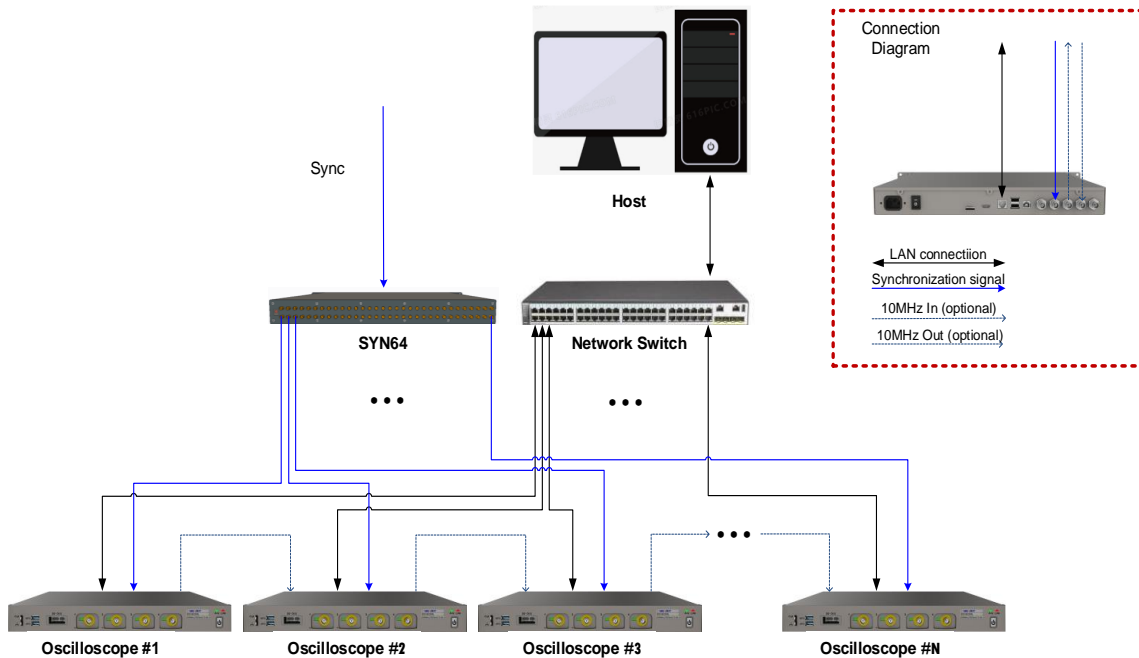 Connection
Diagram
Sync
Host
LAN connectiion
Synchronization signal
10MHz In (optional)
10MHz Out (optional)
SYN64
Network Switch
Oscilloscope #1
Oscilloscope #2
Oscilloscope #3
Oscilloscope #N